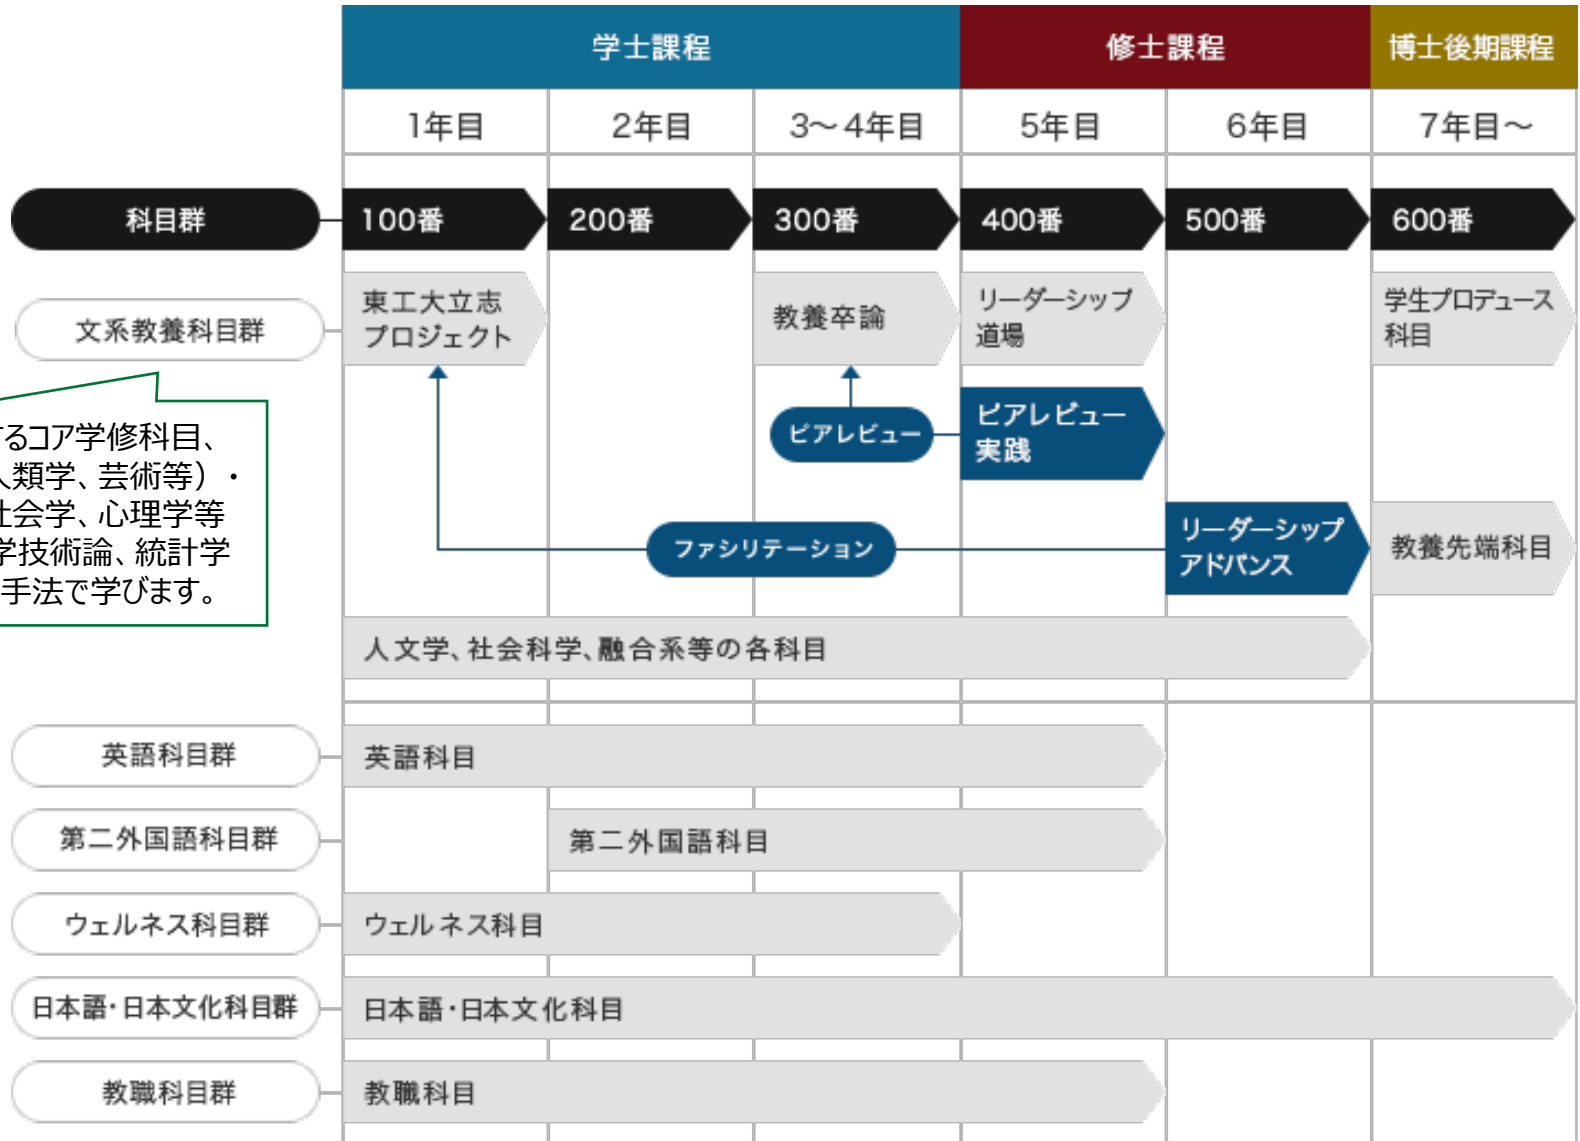 学士課程
修士課程
博士後期課程
1年目
2年目
3〜4年目
5年目
6年目
7年目〜
科目群
100番
200番
300番
400番
500番
600番
文系教養科目群
東工大立志
プロジェクト
教養卒論
リーダーシップ
道場
学生プロデュース
科目
ピアレビュー
ピアレビュー
実践
するコア学修科目、
人類学、芸術等）・
社会学、心理学等
学技術論、統計学
手法で学びます。
ファシリテーション
リーダーシップ
アドバンス
教養先端科目
人文学、社会科学、融合系等の各科目
英語科目群
英語科目
第二外国語科目群
第二外国語科目
ウェルネス科目群
ウェルネス科目
日本語・日本文化科目群
日本語・日本文化科目
教職科目群
教職科目